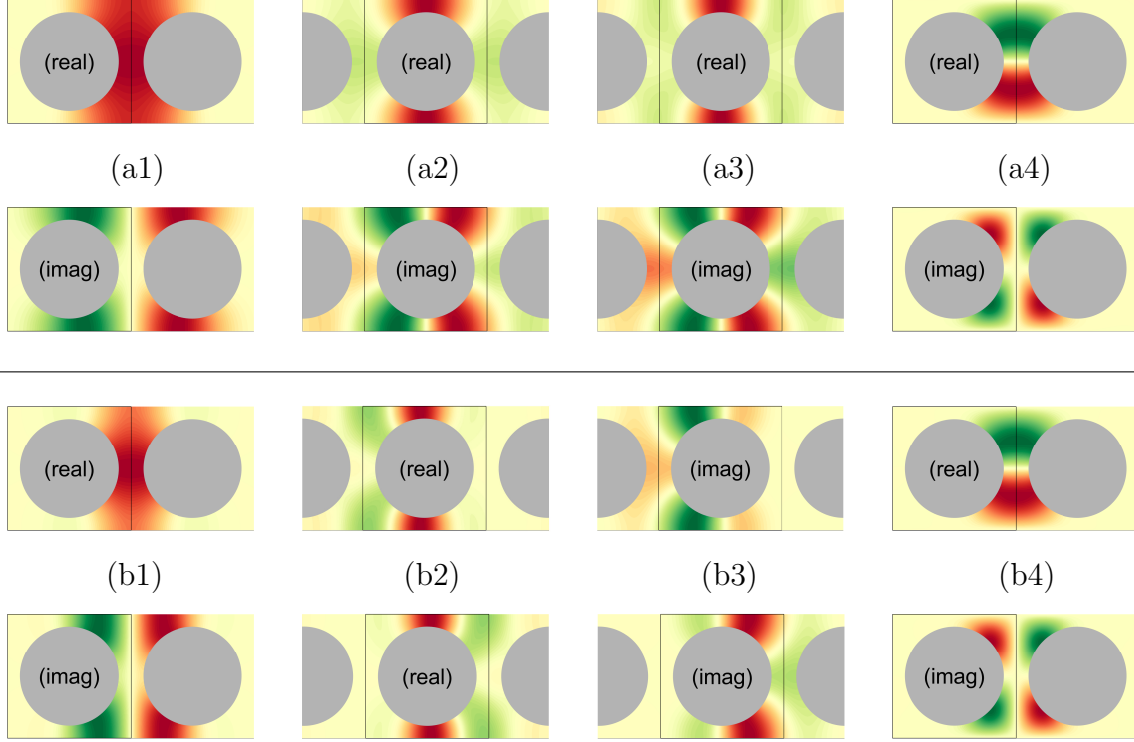 (real) (real) (real) (real)
(a1) (a2) (a3) (a4)
(imag) (imag) (imag) (imag)
(real) (real) (imag) (real)
(b1) (b2) (b3) (b4)
(imag) (real) (imag) (imag)